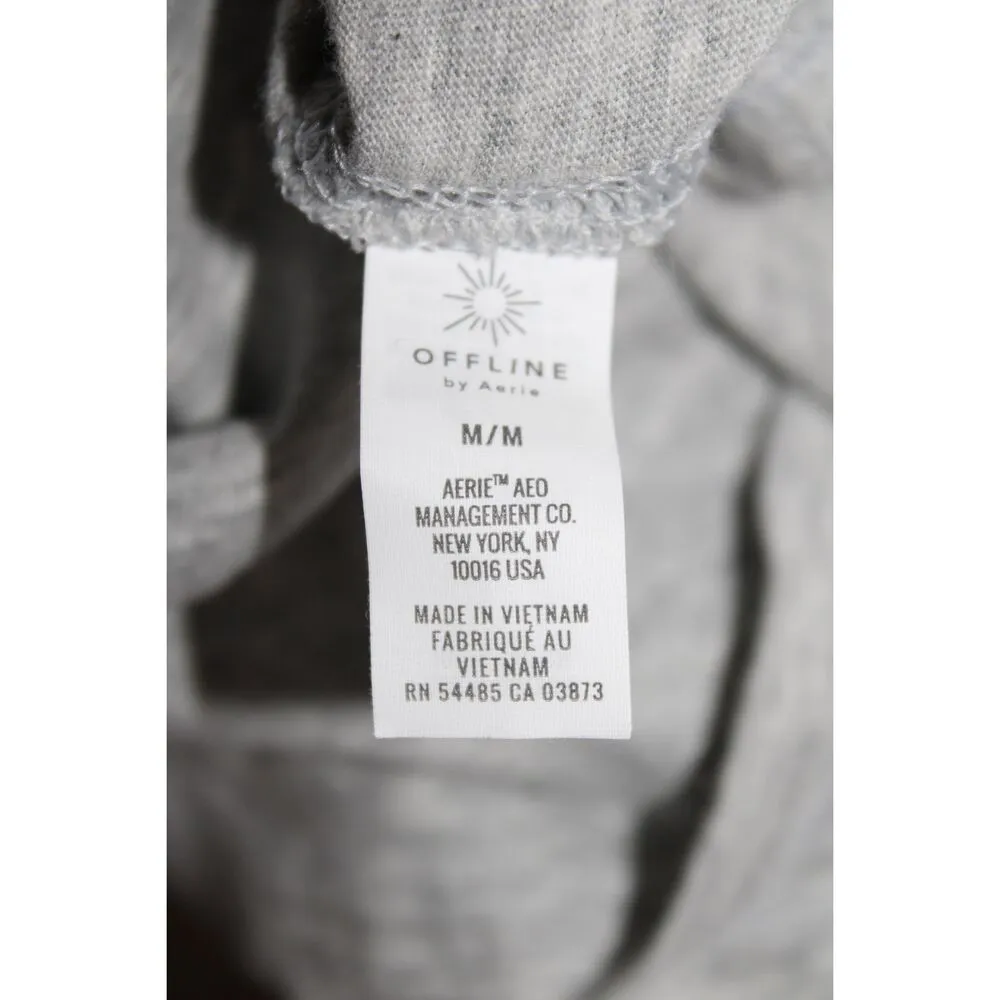 OFFLINE
by Aerie
M/M
AERIE™ AEO
MANAGEMENT CO.
NEW YORK, NY
10016 USA
MADE IN VIETNAM
FABRIQUÉ AU
VIETNAM
RN 54485 CA 03873